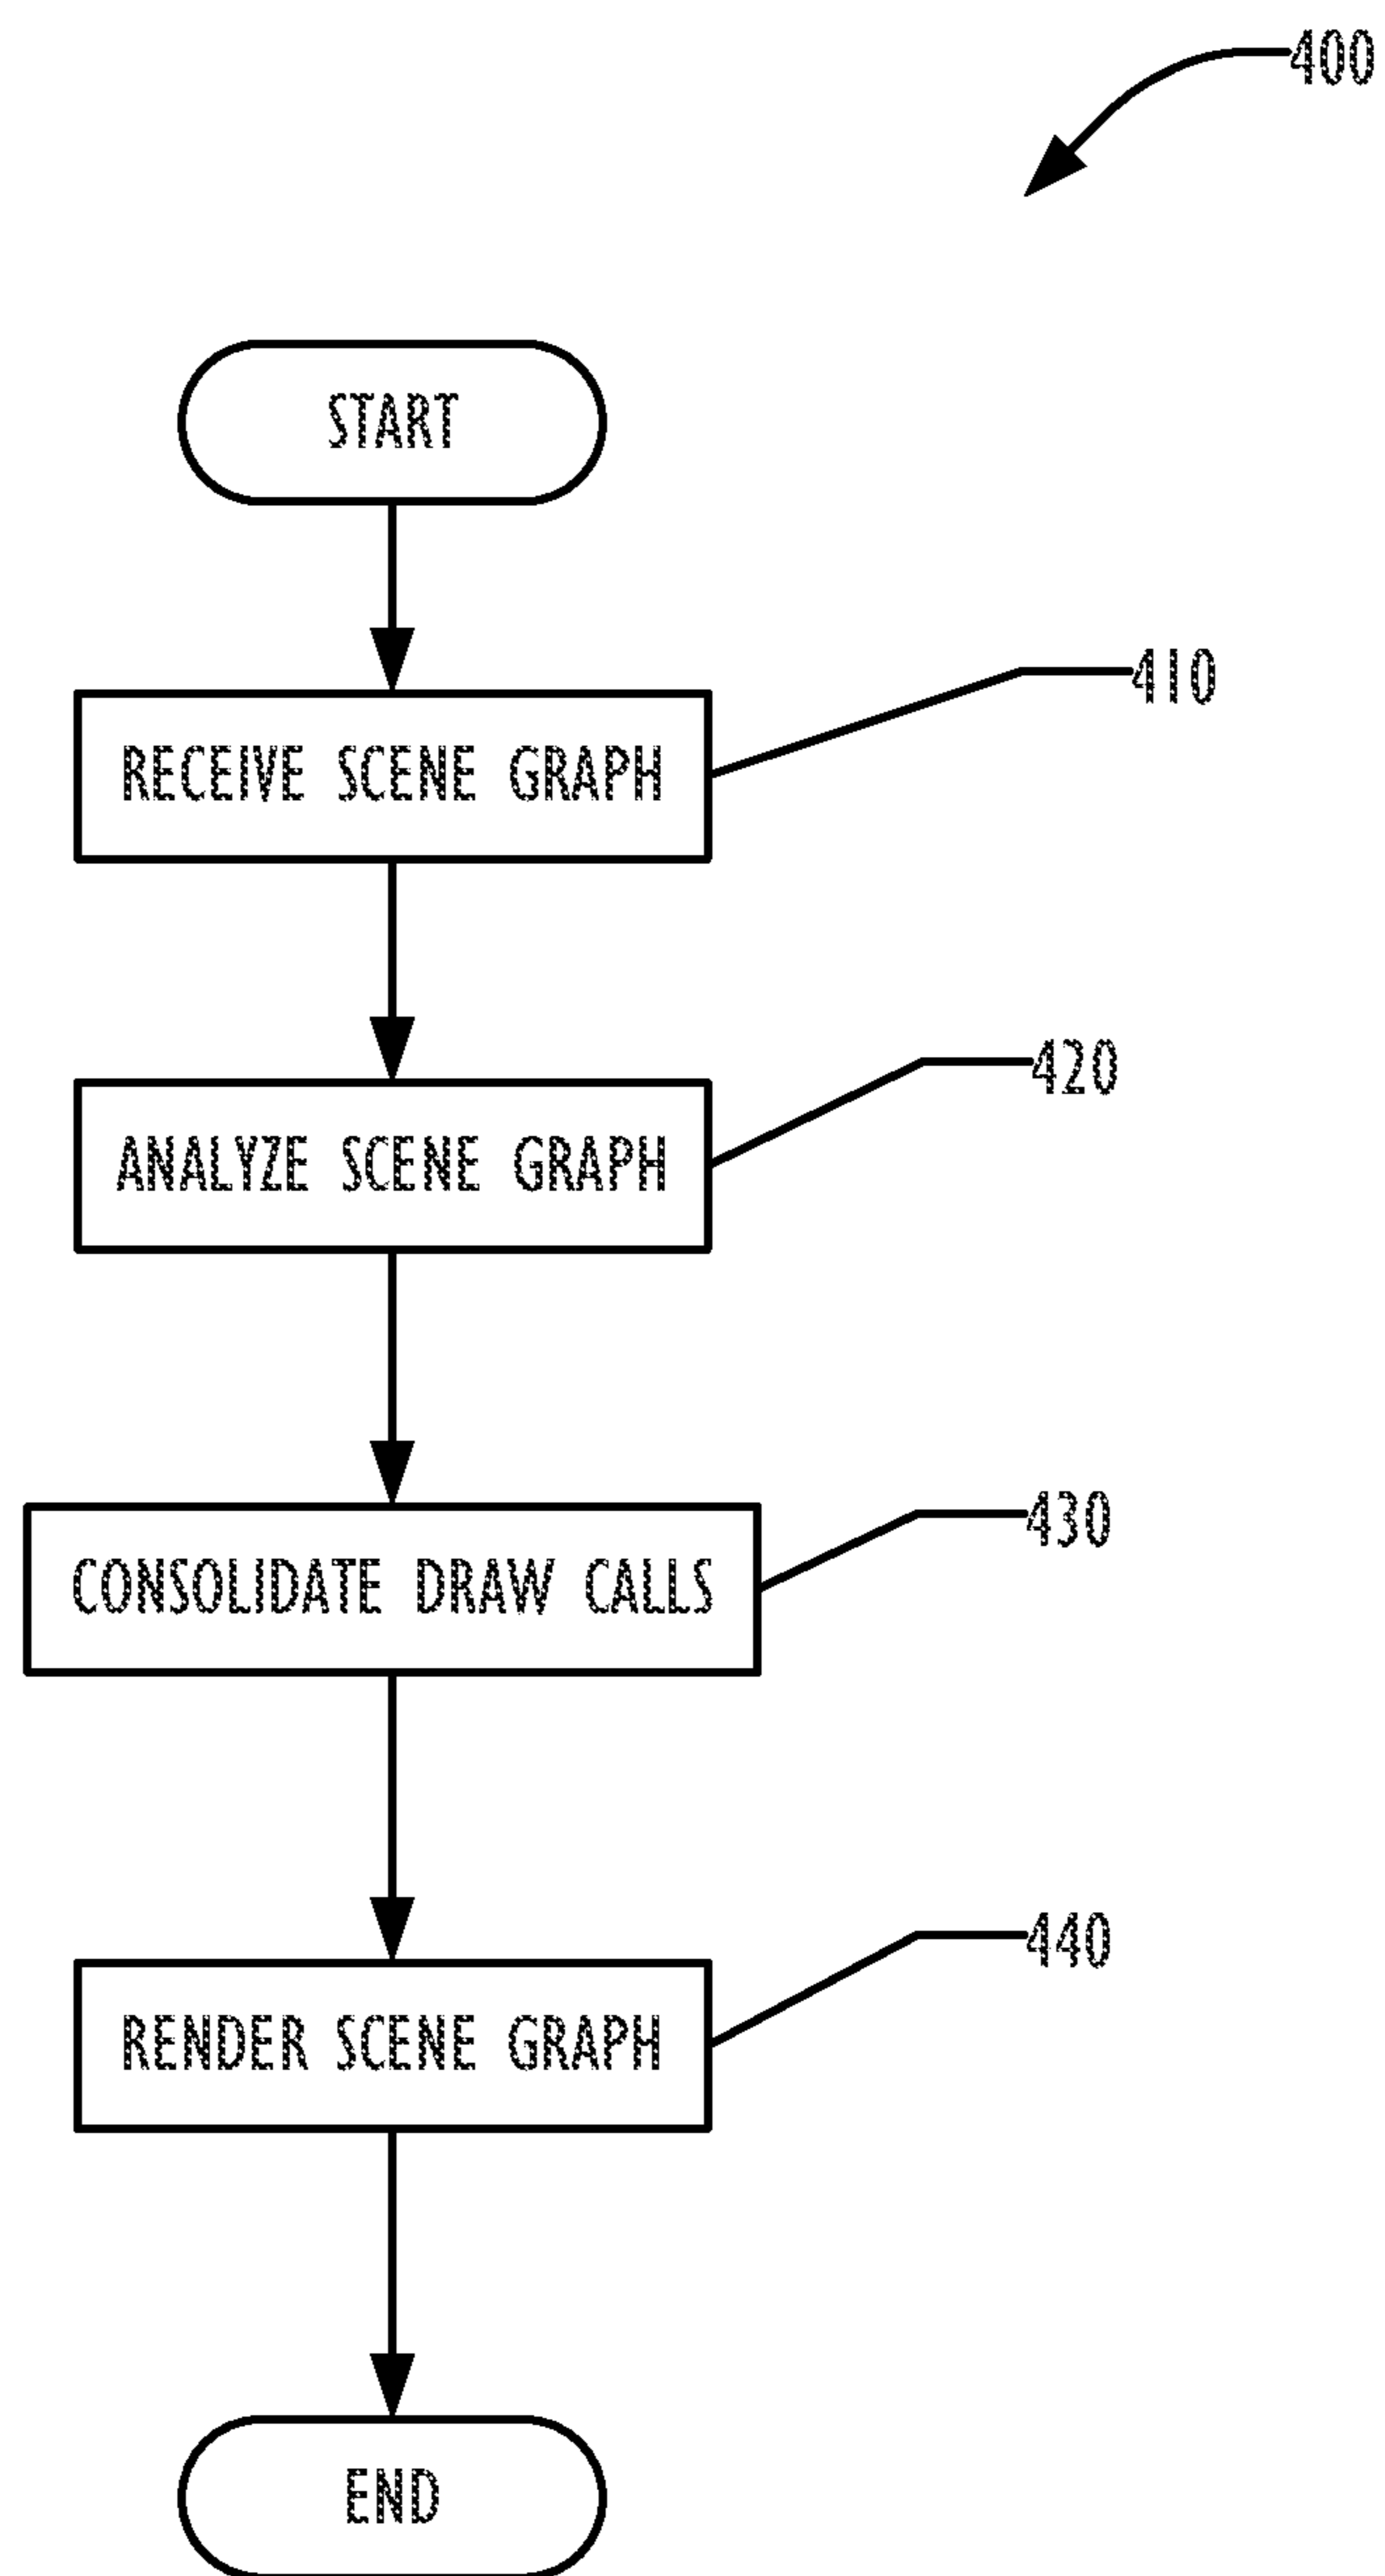 400
START
RECEIVE SCENE GRAPH
410
ANALYZE SCENE GRAPH
420
CONSOLIDATE DRAW CALLS
430
RENDER SCENE GRAPH
440
END